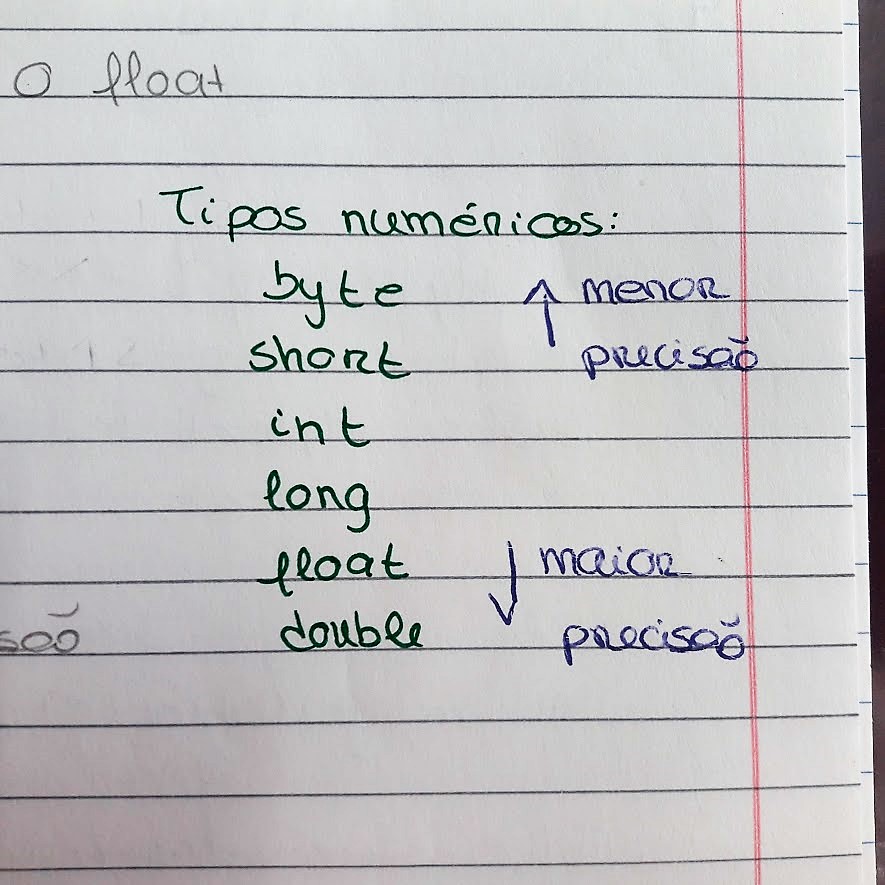 O float
Tipos numéricos:
byte ↑ menor
short precisão
int
long
float ↓ maior
são double precisão